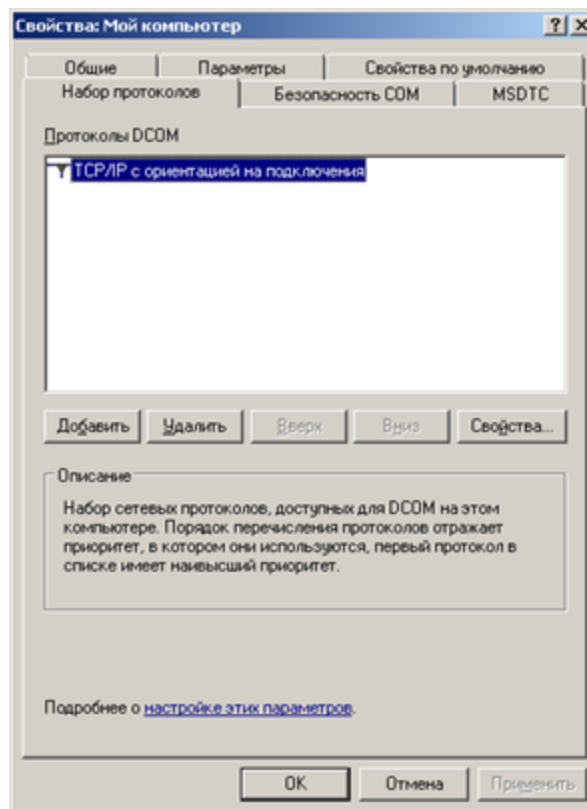 Свойства: Мой компьютер
Общие Параметры Свойства по умолчанию
Набор протоколов Безопасность COM MSDTC
Протоколы DCOM
TCP/IP с ориентацией на подключения
Добавить Удалить Вверх Вниз Свойства...
Описание
Набор сетевых протоколов, доступных для DCOM на этом
компьютере. Порядок перечисления протоколов отражает
приоритет, в котором они используются, первый протокол в
списке имеет наивысший приоритет.
Подробнее о настройке этих параметров.
OK Отмена Применить